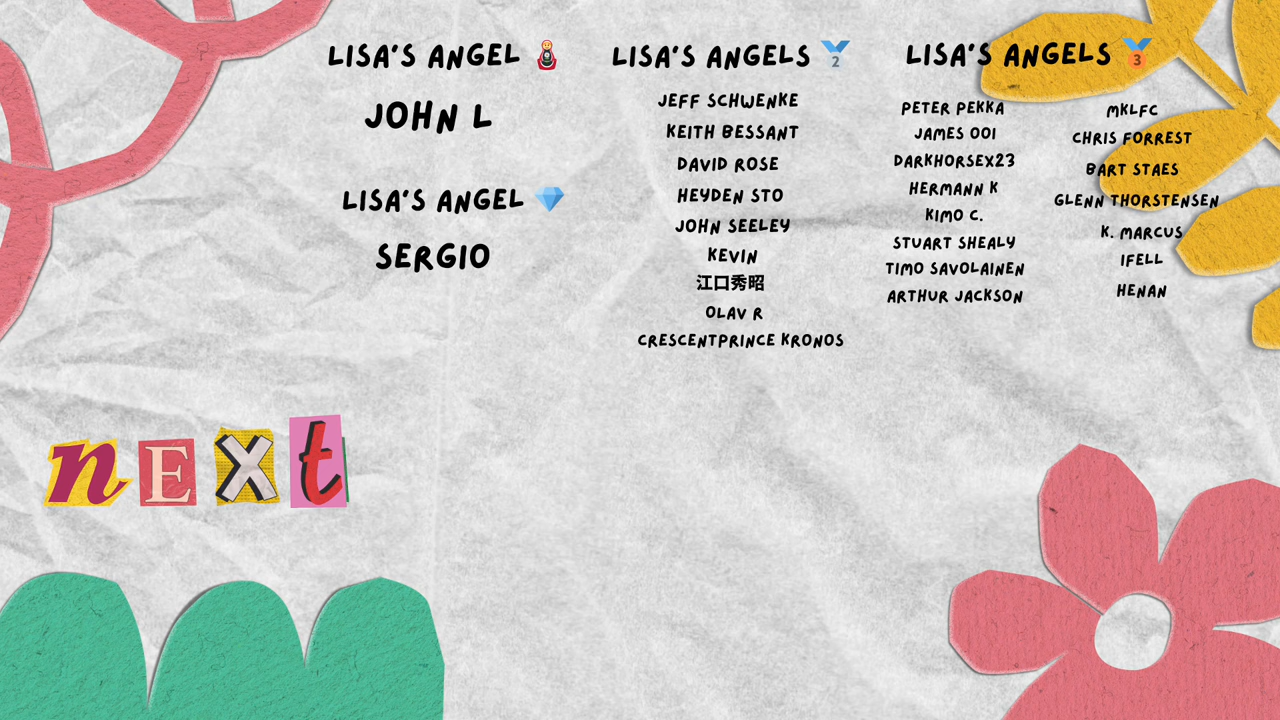 LISA'S ANGEL 🪆
JOHN L
LISA'S ANGEL 💎
SERGIO
LISA'S ANGELS 🥈
JEFF SCHWENKE
KEITH BESSANT
DAVID ROSE
HEYDEN STO
JOHN SEELEY
KEVIN
江口秀昭
OLAV R
CRESCENTPRINCE KRONOS
LISA'S ANGELS 🥉
PETER PEKKA
JAMES OOI
DARKHORSEX23
HERMANN K
KIMO C.
STUART SHEALY
TIMO SAVOLAINEN
ARTHUR JACKSON
MKLFC
CHRIS FORREST
BART STAES
GLENN THORSTENSEN
K. MARCUS
IFELL
HENAN
nExt